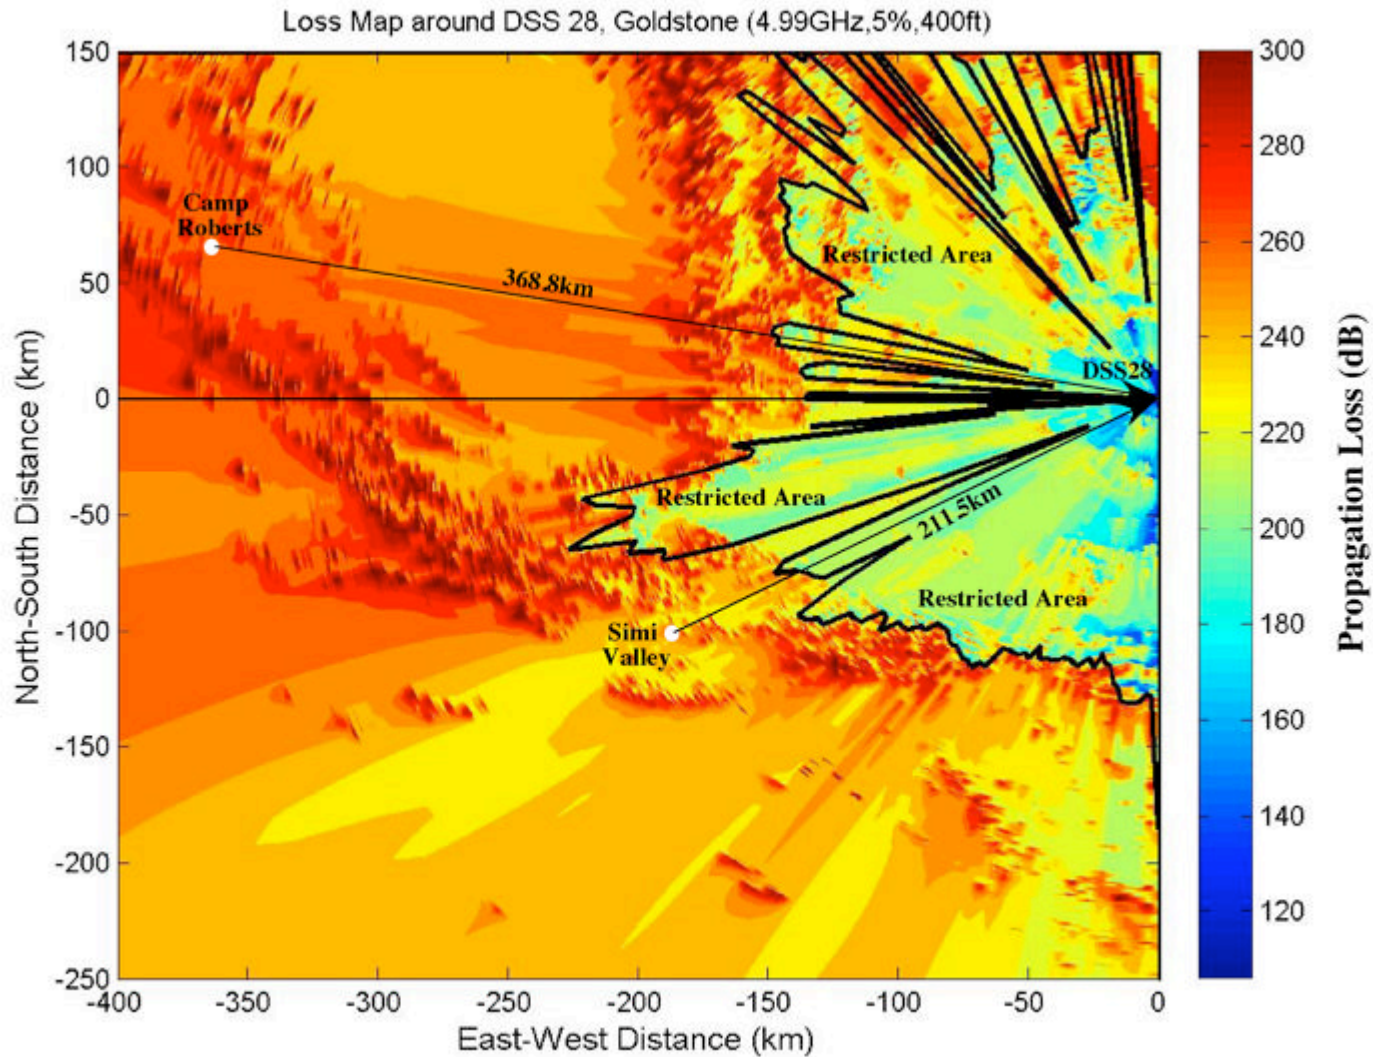 Loss Map around DSS 28, Goldstone (4.99GHz,5%,400ft)
150
100
50
0
-50
-100
-150
-200
-250
North-South Distance (km)
Camp
Roberts
368.8km
Restricted Area
DSS28
Restricted Area
211.5km
Restricted Area
Simi
Valley
-400
-350
-300
-250
-200
-150
-100
-50
0
East-West Distance (km)
300
280
260
240
220
200
180
160
140
120
Propagation Loss (dB)